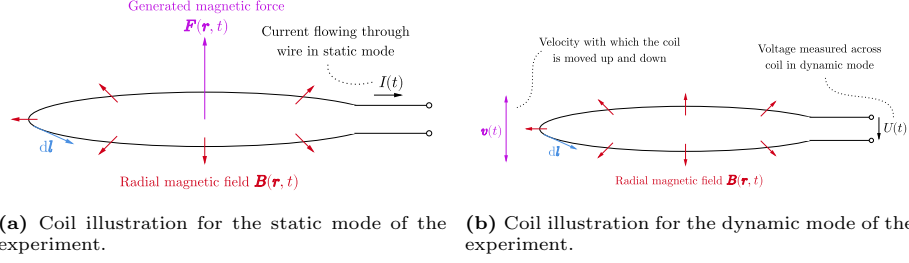 Generated magnetic force
F(r, t)
Current flowing through
wire in static mode
I(t)
dl
Radial magnetic field B(r, t)
(a) Coil illustration for the static mode of the
experiment.
Velocity with which the coil
is moved up and down
Voltage measured across
coil in dynamic mode
v(t)
U(t)
dl
Radial magnetic field B(r, t)
(b) Coil illustration for the dynamic mode of the
experiment.